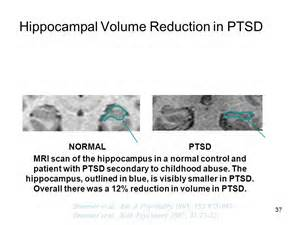 Hippocampal Volume Reduction in PTSD
NORMAL PTSD
MRI scan of the hippocampus in a normal control and
patient with PTSD secondary to childhood abuse. The
hippocampus, outlined in blue, is visibly smaller in PTSD.
Overall there was a 12% reduction in volume in PTSD.
Bremner et al., Am. J. Psychiatry 1995; 152:973-981
Bremner et al., Biol. Psychiatry 1997; 41:23-32
37